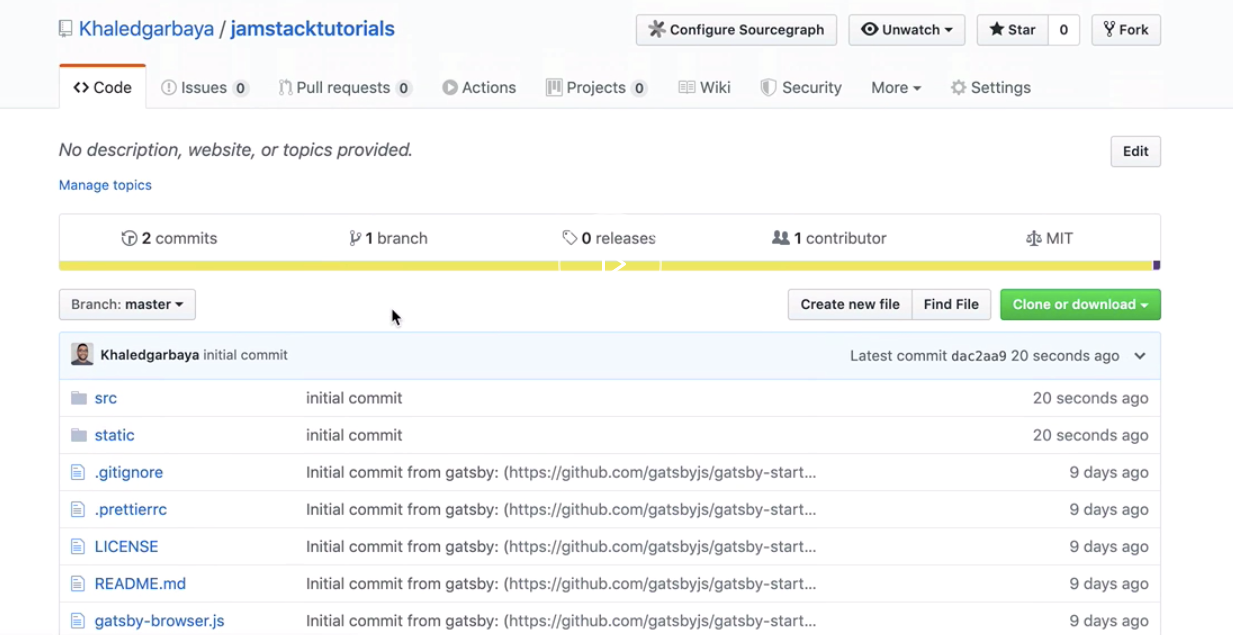 Khaledgarbaya / jamstacktutorials Configure Sourcegraph Unwatch Star 0 Fork
Code Issues 0 Pull requests 0 Actions Projects 0 Wiki Security More Settings
No description, website, or topics provided. Edit
Manage topics
2 commits 1 branch 0 releases 1 contributor MIT
Branch: master Create new file Find File Clone or download
Khaledgarbaya initial commit Latest commit dac2aa9 20 seconds ago
src initial commit 20 seconds ago
static initial commit 20 seconds ago
.gitignore Initial commit from gatsby: (https://github.com/gatsbyjs/gatsby-start... 9 days ago
.prettierrc Initial commit from gatsby: (https://github.com/gatsbyjs/gatsby-start... 9 days ago
LICENSE Initial commit from gatsby: (https://github.com/gatsbyjs/gatsby-start... 9 days ago
README.md Initial commit from gatsby: (https://github.com/gatsbyjs/gatsby-start... 9 days ago
gatsby-browser.js Initial commit from gatsby: (https://github.com/gatsbyjs/gatsby-start... 9 days ago